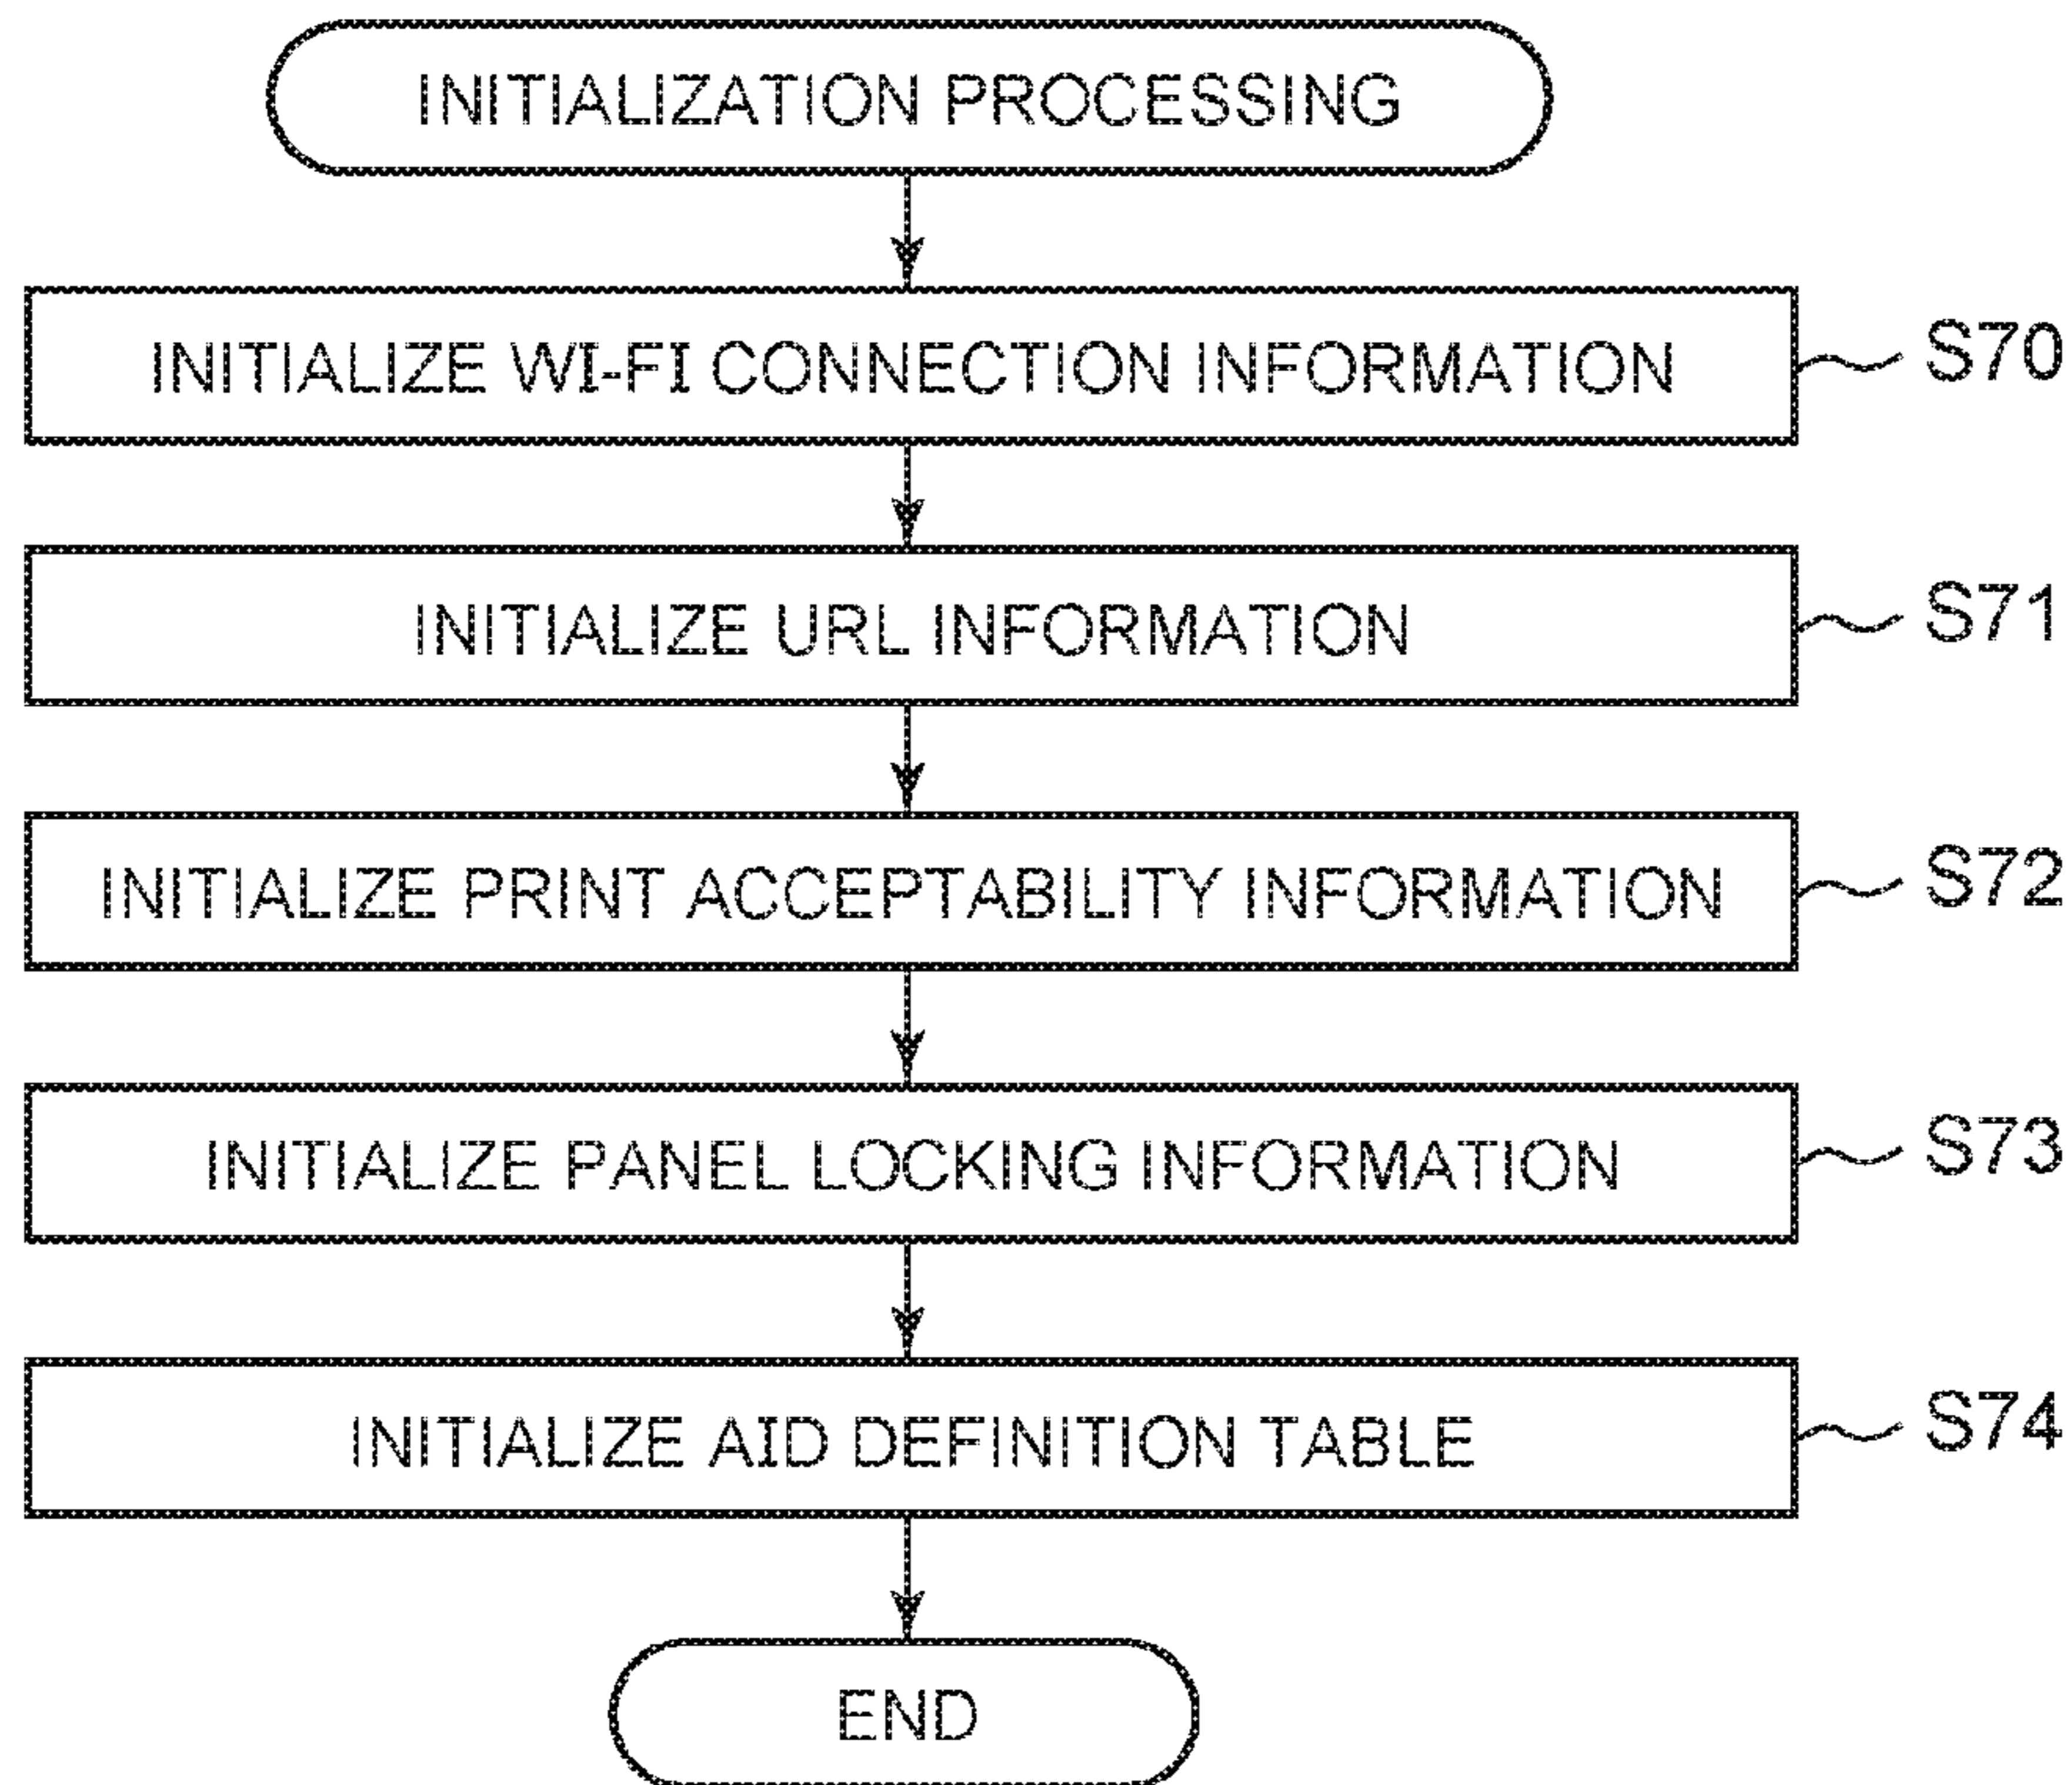 INITIALIZATION PROCESSING
INITIALIZE WI-FI CONNECTION INFORMATION
S70
INITIALIZE URL INFORMATION
S71
INITIALIZE PRINT ACCEPTABILITY INFORMATION
S72
INITIALIZE PANEL LOCKING INFORMATION
S73
INITIALIZE AID DEFINITION TABLE
S74
END